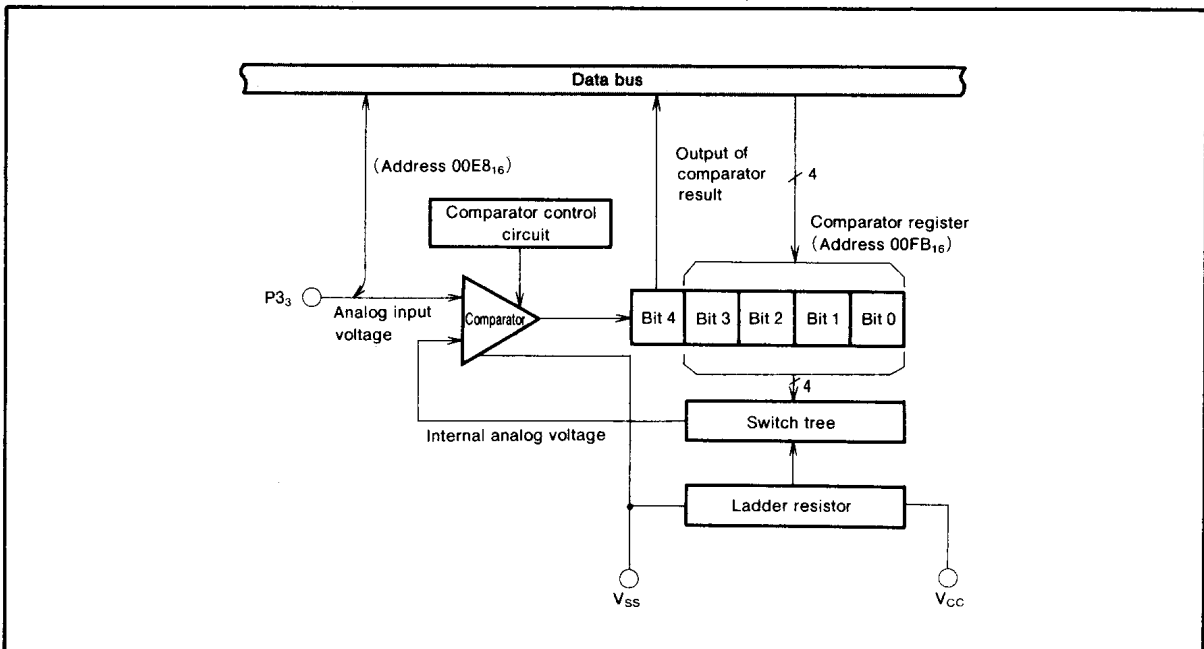 Data bus
(Address 00E8₁₆)
Output of
comparator
result
4
Comparator control
circuit
Comparator register
(Address 00FB₁₆)
P3₃
Analog input
voltage
Comparator
Bit 4
Bit 3
Bit 2
Bit 1
Bit 0
4
Switch tree
Internal analog voltage
Ladder resistor
VSS
VCC